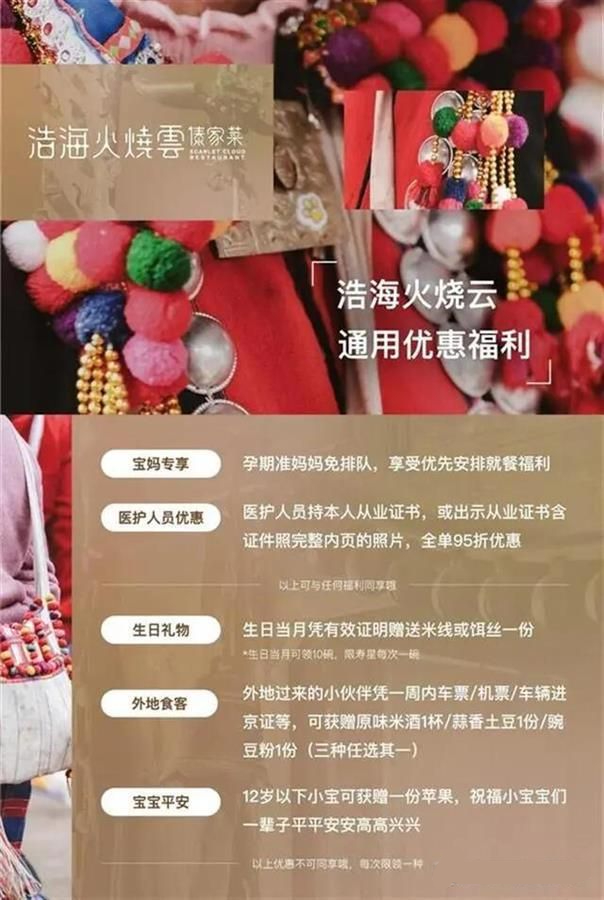 浩海火燒雲傣家菜
SCARLET CLOUD
RESTAURANT
浩海火烧云
通用优惠福利
宝妈专享
孕期准妈妈免排队，享受优先安排就餐福利
医护人员优惠
医护人员持本人从业证书，或出示从业证书含
证件照完整内页的照片，全单95折优惠
以上可与任何福利同享哦
生日礼物
生日当月凭有效证明赠送米线或饵丝一份
*生日当月可领10碗，限寿星每次一碗
外地食客
外地过来的小伙伴凭一周内车票/机票/车辆进
京证等，可获赠原味米酒1杯/蒜香土豆1份/豌
豆粉1份（三种任选其一）
宝宝平安
12岁以下小宝可获赠一份苹果，祝福小宝宝们
一辈子平平安安高高兴兴
以上优惠不可同享哦，每次限领一种